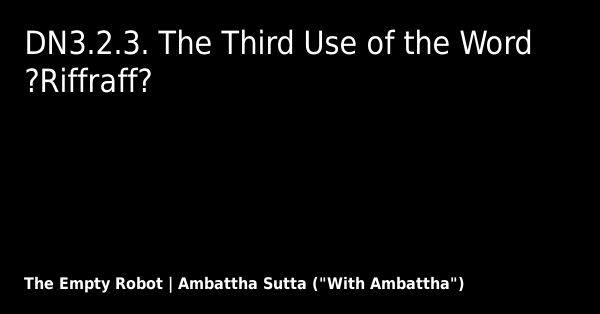 DN3.2.3. The Third Use of the Word
?Riffraff?
The Empty Robot | Ambattha Sutta ("With Ambattha")